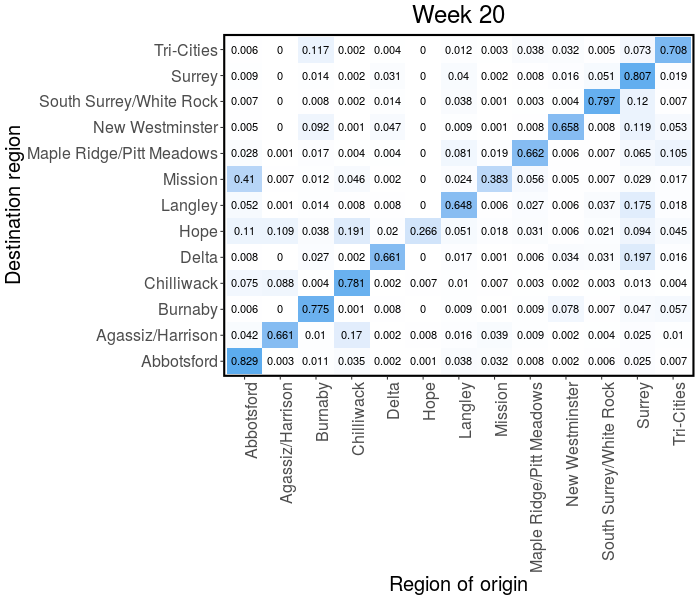 Week 20
Destination region
Tri-Cities 0.006 0 0.117 0.002 0.004 0 0.012 0.003 0.038 0.032 0.005 0.073 0.708
Surrey 0.009 0 0.014 0.002 0.031 0 0.04 0.002 0.008 0.016 0.051 0.807 0.019
South Surrey/White Rock 0.007 0 0.008 0.002 0.014 0 0.038 0.001 0.003 0.004 0.797 0.12 0.007
New Westminster 0.005 0 0.092 0.001 0.047 0 0.009 0.001 0.008 0.658 0.008 0.119 0.053
Maple Ridge/Pitt Meadows 0.028 0.001 0.017 0.004 0.004 0 0.081 0.019 0.662 0.006 0.007 0.065 0.105
Mission 0.41 0.007 0.012 0.046 0.002 0 0.024 0.383 0.056 0.005 0.007 0.029 0.017
Langley 0.052 0.001 0.014 0.008 0.008 0 0.648 0.006 0.027 0.006 0.037 0.175 0.018
Hope 0.11 0.109 0.038 0.191 0.02 0.266 0.051 0.018 0.031 0.006 0.021 0.094 0.045
Delta 0.008 0 0.027 0.002 0.661 0 0.017 0.001 0.006 0.034 0.031 0.197 0.016
Chilliwack 0.075 0.088 0.004 0.781 0.002 0.007 0.01 0.007 0.003 0.002 0.003 0.013 0.004
Burnaby 0.006 0 0.775 0.001 0.008 0 0.009 0.001 0.009 0.078 0.007 0.047 0.057
Agassiz/Harrison 0.042 0.661 0.01 0.17 0.002 0.008 0.016 0.039 0.009 0.002 0.004 0.025 0.01
Abbotsford 0.829 0.003 0.011 0.035 0.002 0.001 0.038 0.032 0.008 0.002 0.006 0.025 0.007
Abbotsford
Agassiz/Harrison
Burnaby
Chilliwack
Delta
Hope
Langley
Mission
Maple Ridge/Pitt Meadows
New Westminster
South Surrey/White Rock
Surrey
Tri-Cities
Region of origin